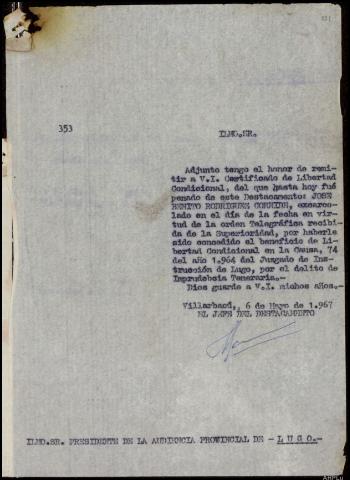 353
ILMO.SR.
Adjunto tengo el honor de remi-
tir a V.I. Certificado de Libertad
Condicional, del que hasta hoy fué
penado de este Destacamento: JOSE
BENITO RODRIGUEZ, excarce-
lado en el día de la fecha en vir-
tud de la orden Telegráfica recibi-
da de la Superioridad, por haberle
sido concedido el beneficio de Li-
bertad Condicional en la Causa, 74
del año 1.964 del Juzgado de Ins-
trucción de Lugo, por el delito de
Imprudencia Temeraria.-
Dios guarde a V.I. muchos años.-
Villarbacú, 6 de Mayo de 1.967
EL JEFE DEL DESTACAMENTO
ILMO.SR. PRESIDENTE DE LA AUDIENCIA PROVINCIAL DE - L U G O.-
AHPLu